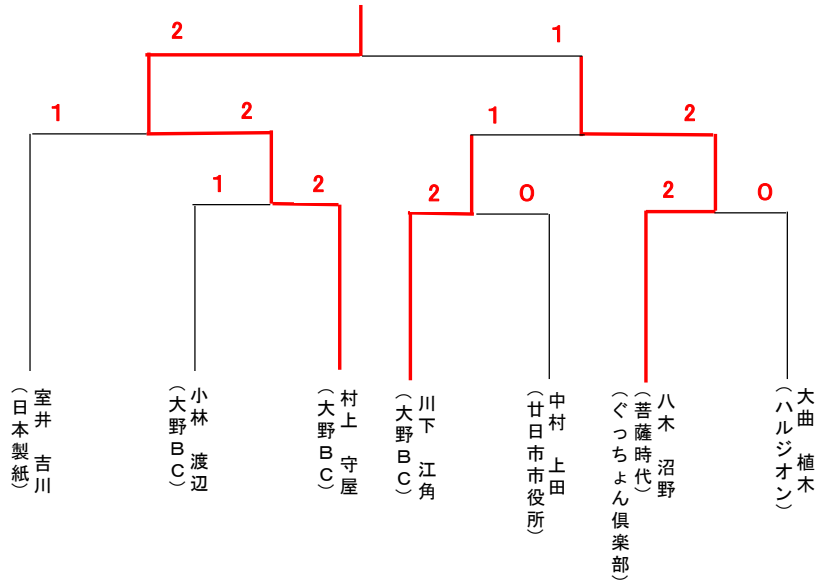 2
1
1
2
1
2
1
2
2
0
2
0
室井 吉川
（日本製紙）
小林 渡辺
（大野ＢＣ）
村上 守屋
（大野ＢＣ）
川下 江角
（大野ＢＣ）
中村 上田
（廿日市市役所）
八木 沼野
（菩薩時代）
（ぐっちょん倶楽部）
大曲 植木
（ハルジオン）